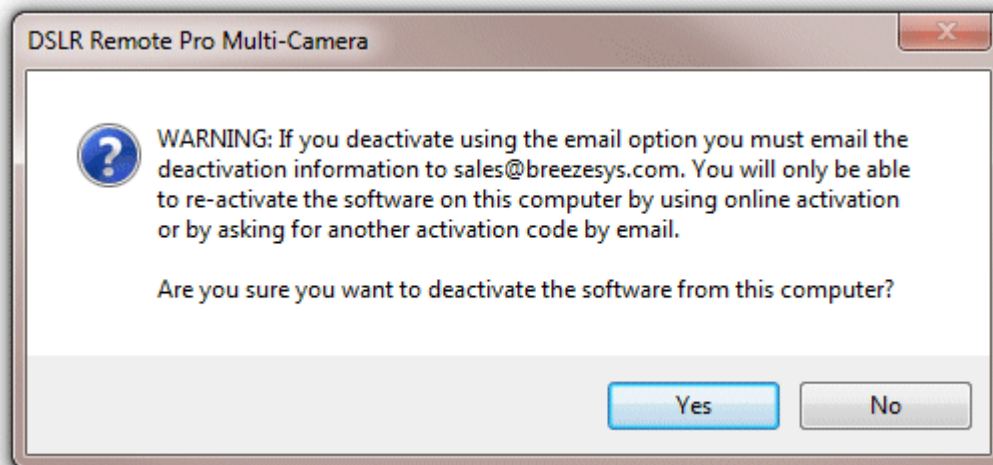 DSLR Remote Pro Multi-Camera
WARNING: If you deactivate using the email option you must email the
deactivation information to sales@breezesys.com. You will only be able
to re-activate the software on this computer by using online activation
or by asking for another activation code by email.
Are you sure you want to deactivate the software from this computer?
Yes
No